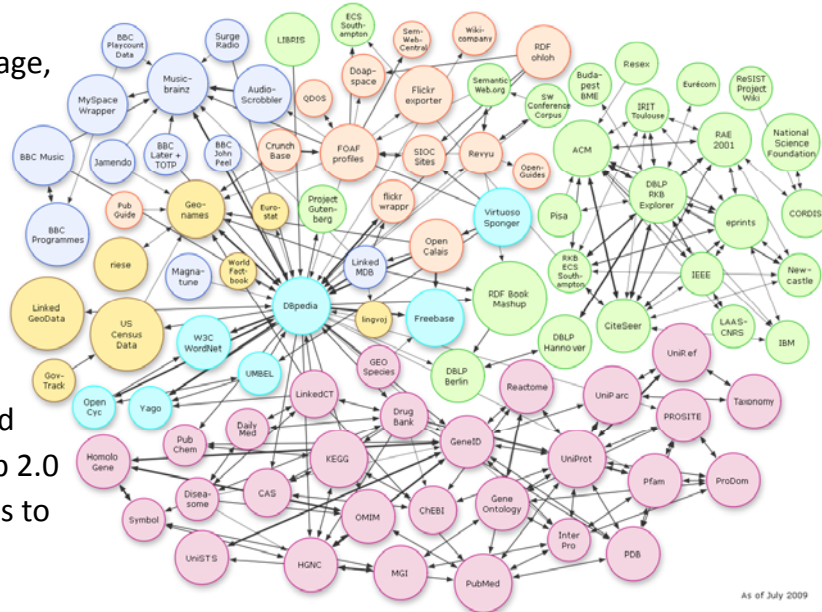 age,
d
o 2.0
s to
BBC
Playcount
Data
Surge
Radio
LIBRIS
ECS
South-
ampton
Sem-
Web-
Central
Wiki-
company
RDF
ohloh
Resex
Music-
brainz
Audio-
Scrobbler
QDOS
Doap-
space
Flickr
exporter
Semantic
Web.org
SW
Conference
Corpus
Buda-
pest
BME
Eurécom
ReSIST
Project
Wiki
MySpace
Wrapper
IRIT
Toulouse
RAE
2001
National
Science
Foundation
BBC Music
Jamendo
BBC
Later +
TOTP
BBC
John
Peel
Crunch
Base
FOAF
profiles
SIOC
Sites
Revyu
Open-
Guides
ACM
DBLP
RKB
Explorer
CORDIS
Pub
Guide
Geo-
names
Euro-
stat
Project
Guten-
berg
flickr
wrappr
Virtuoso
Sponger
Pisa
eprints
BBC
Programmes
riese
Magna-
tune
World
Fact-
book
Linked
MDB
Open
Calais
RKB
ECS
South-
ampton
IEEE
New-
castle
Linked
GeoData
US
Census
Data
W3C
WordNet
DBpedia
lingvoj
Freebase
RDF Book
Mashup
CiteSeer
LAAS-
CNRS
IBM
DBLP
Hannover
Gov-
Track
Open
Cyc
Yago
UMBEL
GEO
Species
DBLP
Berlin
UniRef
LinkedCT
Reactome
UniParc
Taxonomy
Daily
Med
Drug
Bank
PROSITE
Homolo
Gene
Pub
Chem
KEGG
GeneID
UniProt
Pfam
ProDom
Disea-
some
CAS
ChEBI
Gene
Ontology
Symbol
OMIM
Inter
Pro
PDB
UniSTS
HGNC
MGI
PubMed
As of July 2009